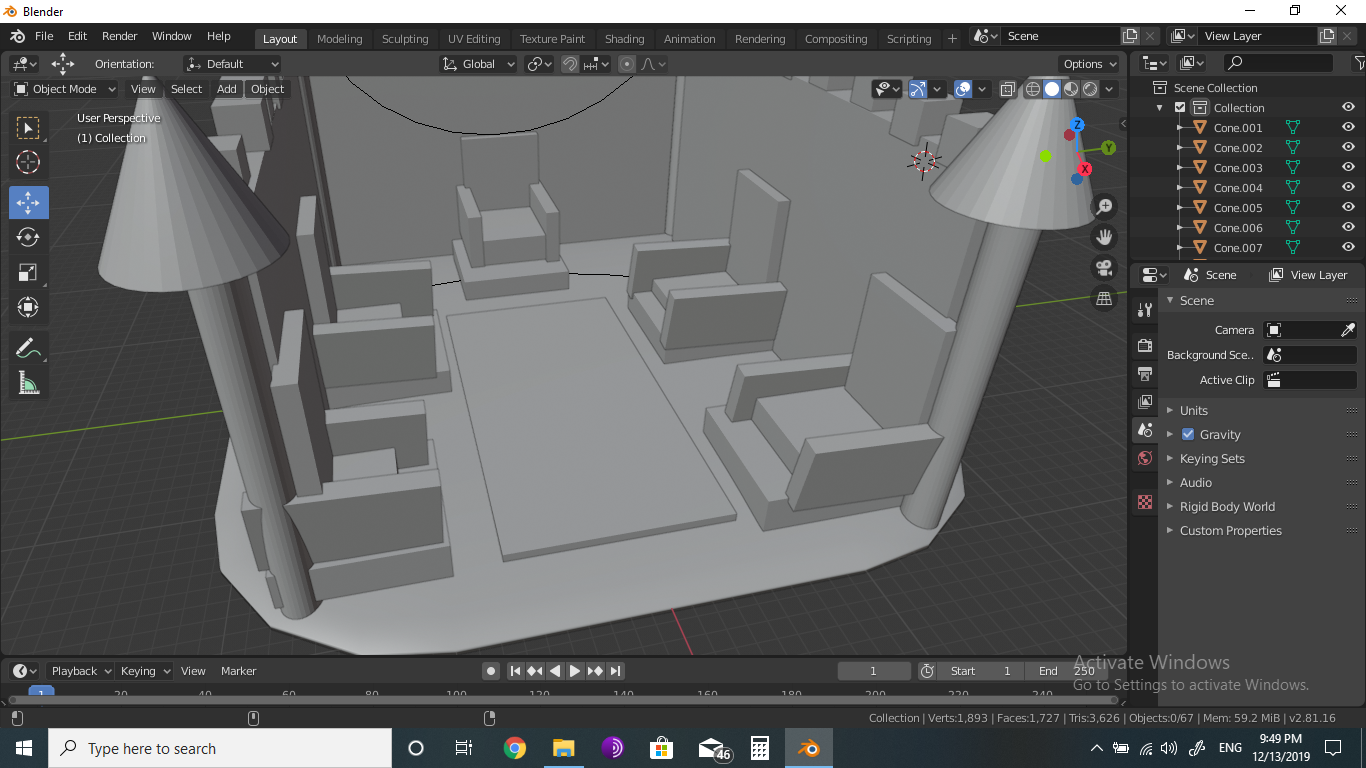 Blender
File Edit Render Window Help Layout Modeling Sculpting UV Editing Texture Paint Shading Animation Rendering Compositing Scripting + Scene View Layer
Orientation: Default Global Options
Object Mode View Select Add Object
User Perspective
(1) Collection
Z
Y
X
Scene Collection
Collection
Cone.001
Cone.002
Cone.003
Cone.004
Cone.005
Cone.006
Cone.007
Scene View Layer
Scene
Camera
Background Sce..
Active Clip
Units
Gravity
Keying Sets
Audio
Rigid Body World
Custom Properties
Playback Keying View Marker 1 Start 1 End 250
1 20 40 60 80 100 120 140 160 180 200 220 240
Activate Windows
Go to Settings to activate Windows.
Collection | Verts:1,893 | Faces:1,727 | Tris:3,626 | Objects:0/67 | Mem: 59.2 MiB | v2.81.16
Type here to search
46
ENG
9:49 PM
12/13/2019